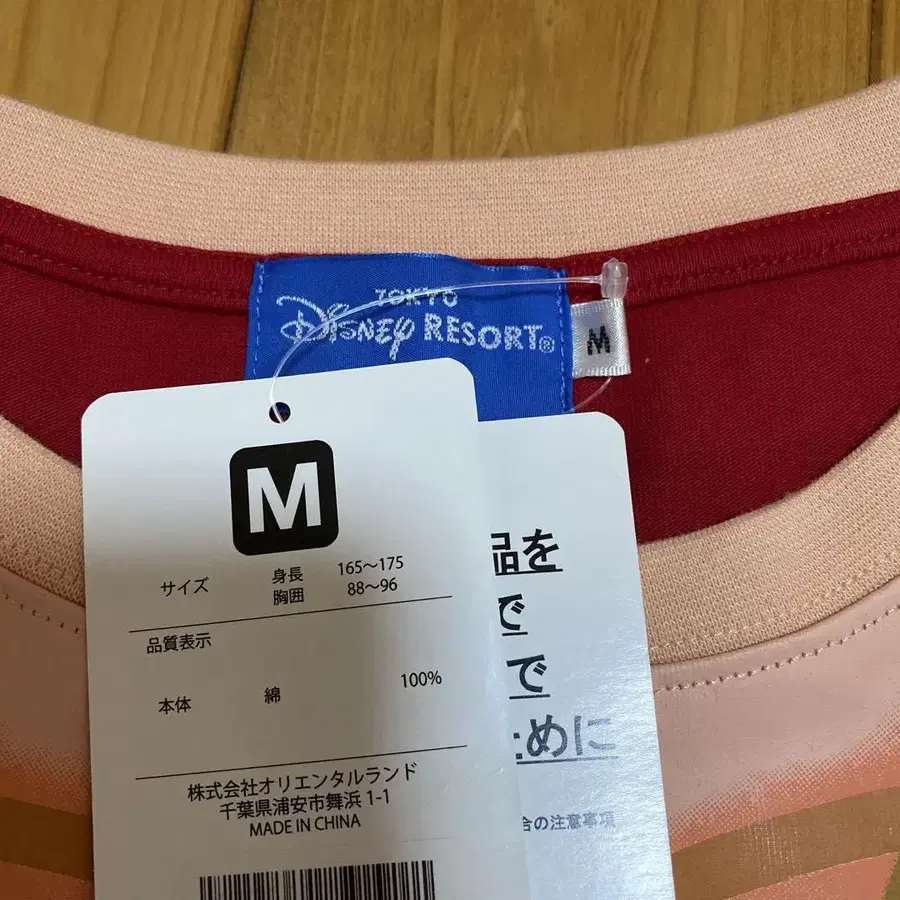 TOKYO
DISNEY RESORT®
M
M
サイズ 身長 165～175
胸囲 88～96
品質表示
本体 綿 100%
株式会社オリエンタルランド
千葉県浦安市舞浜 1-1
MADE IN CHINA
品を
で
で
ために
合の注意事項